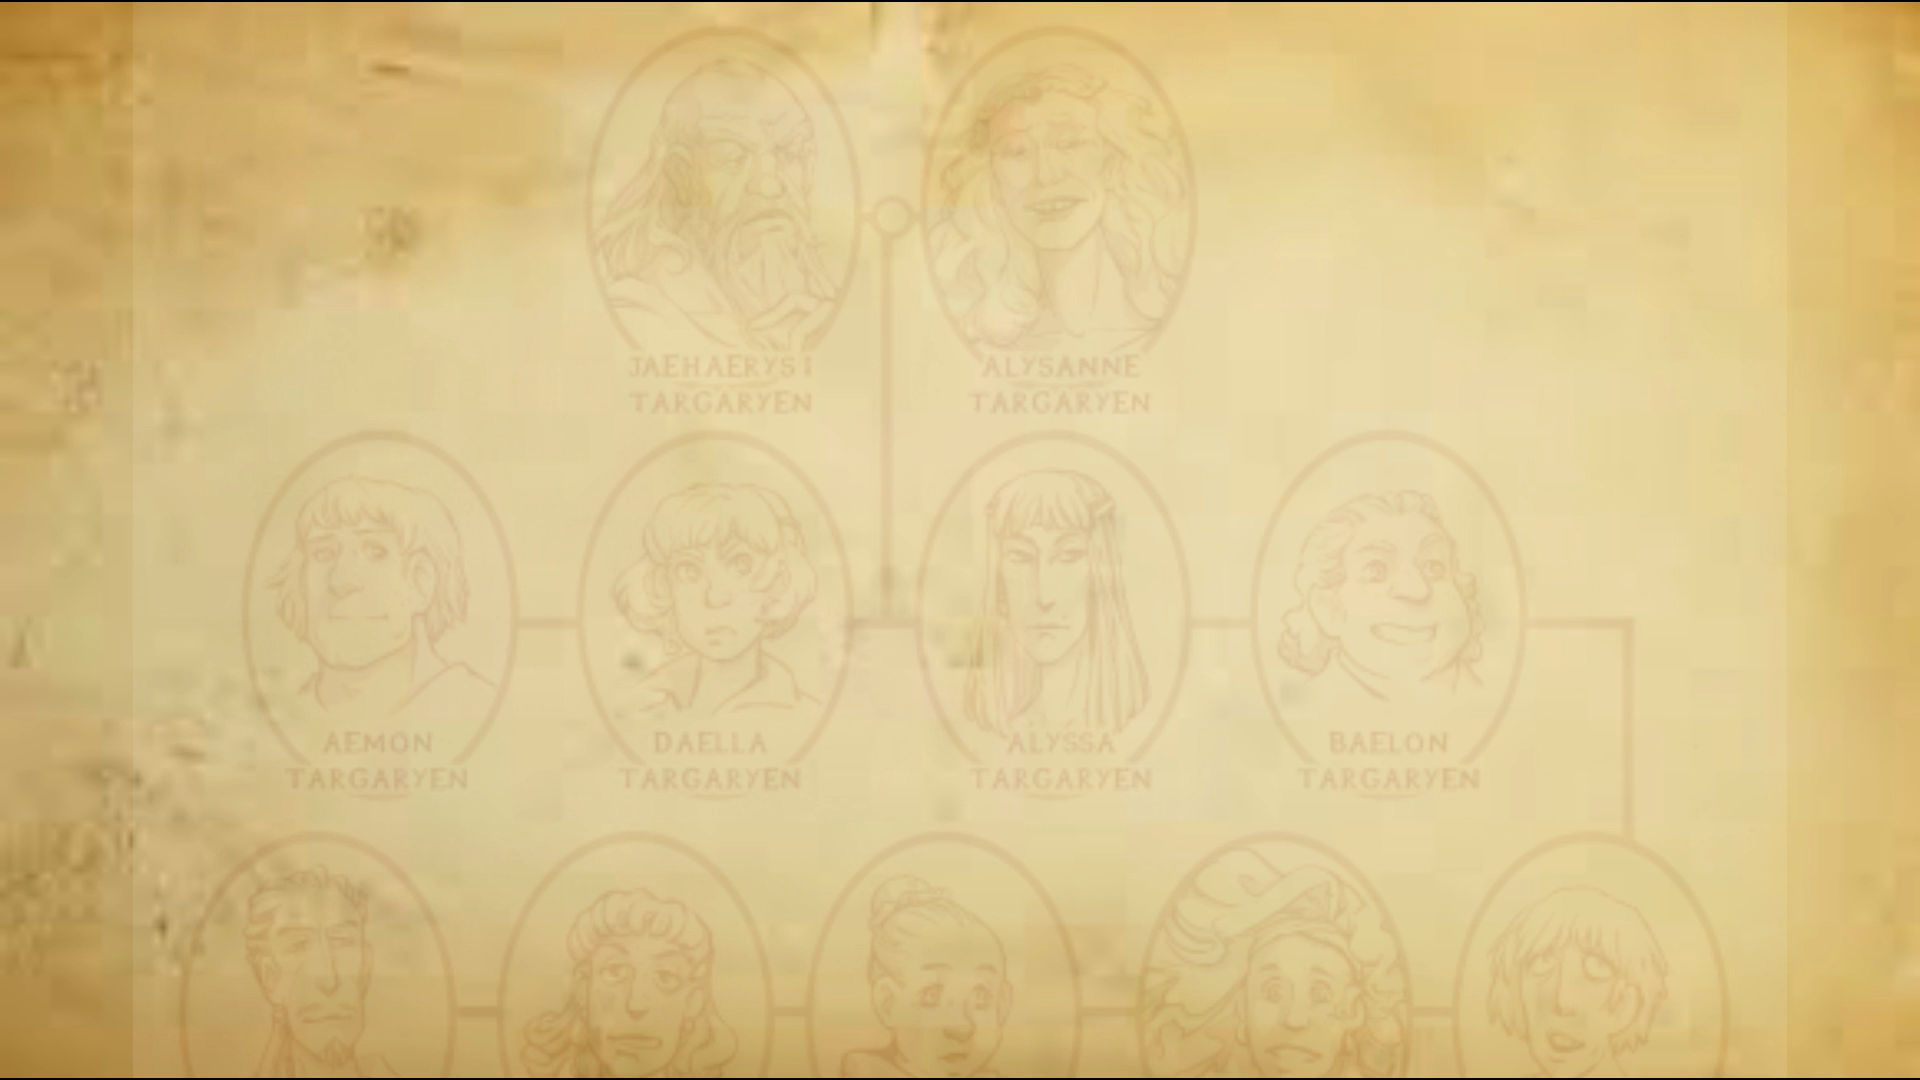 JAEHAERYS I
TARGARYEN
ALYSANNE
TARGARYEN
AEMON
TARGARYEN
DAELLA
TARGARYEN
ALYSSA
TARGARYEN
BAELON
TARGARYEN